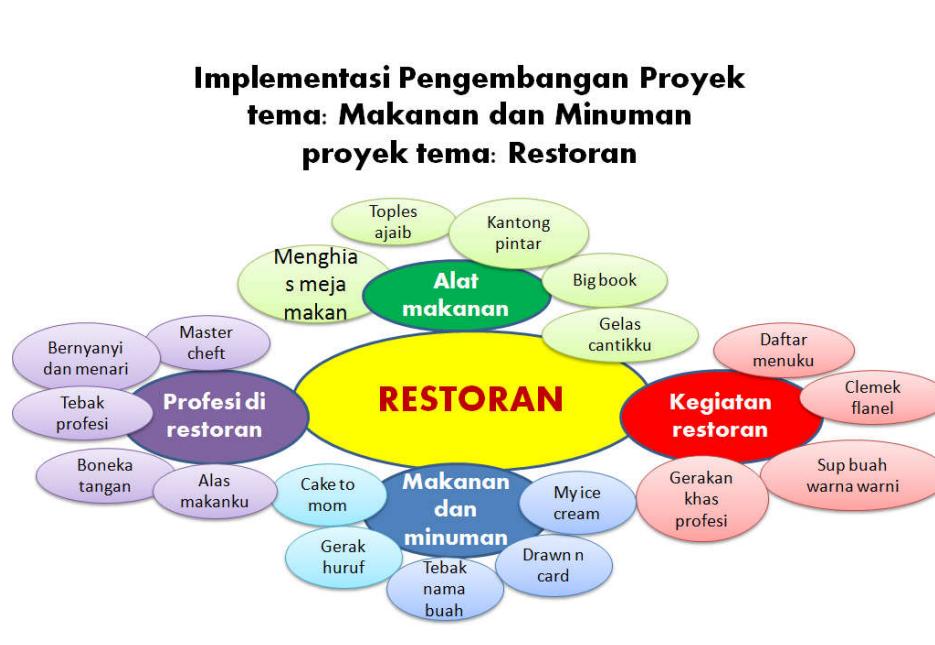 Implementasi Pengembangan Proyek
tema: Makanan dan Minuman
proyek tema: Restoran
Toples
ajaib
Kantong
pintar
Menghia
s meja
makan
Alat
makanan
Big book
Gelas
cantikku
Master
cheft
Bernyanyi
dan menari
Tebak
profesi
Profesi di
restoran
Boneka
tangan
Alas
makanku
RESTORAN
Daftar
menuku
Clemek
flanel
Kegiatan
restoran
Sup buah
warna warni
Gerakan
khas
profesi
Cake to
mom
Makanan
dan
minuman
My ice
cream
Gerak
huruf
Tebak
nama
buah
Drawn n
card